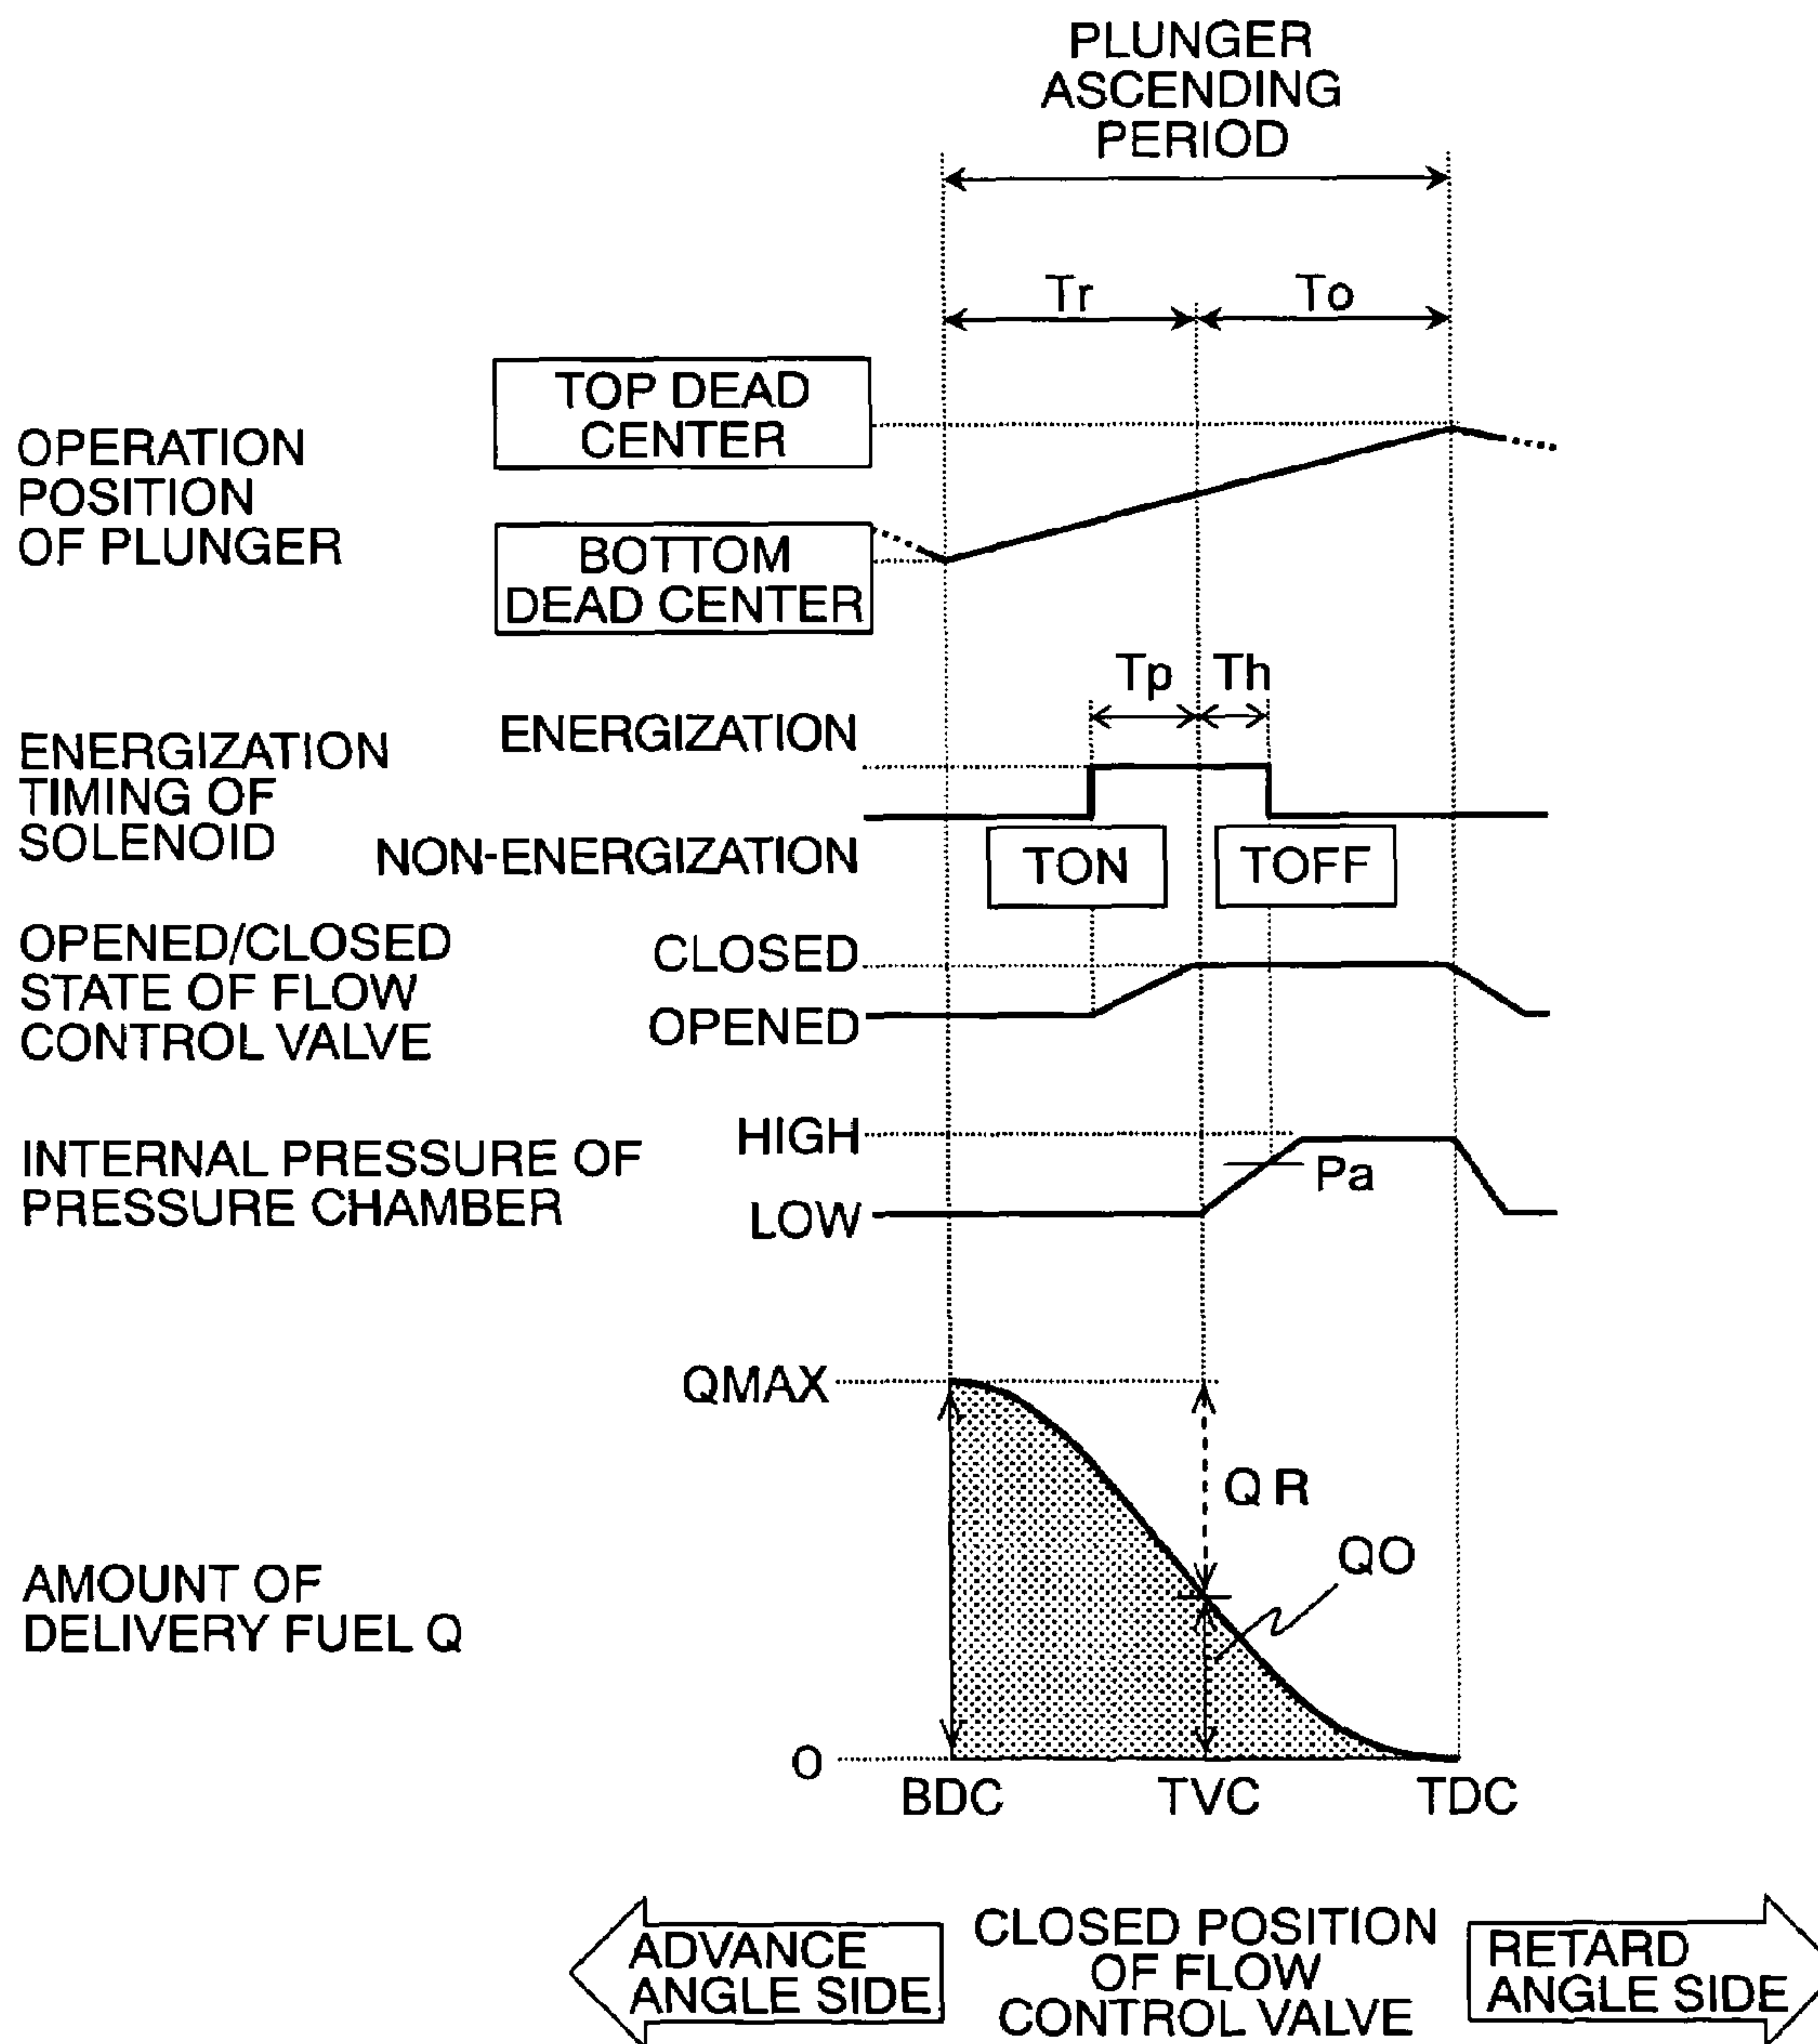 PLUNGER
ASCENDING
PERIOD
Tr
To
OPERATION
POSITION
OF PLUNGER
TOP DEAD
CENTER
BOTTOM
DEAD CENTER
Tp
Th
ENERGIZATION
TIMING OF
SOLENOID
ENERGIZATION
NON-ENERGIZATION
TON
TOFF
OPENED/CLOSED
STATE OF FLOW
CONTROL VALVE
CLOSED
OPENED
INTERNAL PRESSURE OF
PRESSURE CHAMBER
HIGH
LOW
Pa
AMOUNT OF
DELIVERY FUEL Q
QMAX
QR
QO
O
BDC
TVC
TDC
ADVANCE
ANGLE SIDE
CLOSED POSITION
OF FLOW
CONTROL VALVE
RETARD
ANGLE SIDE